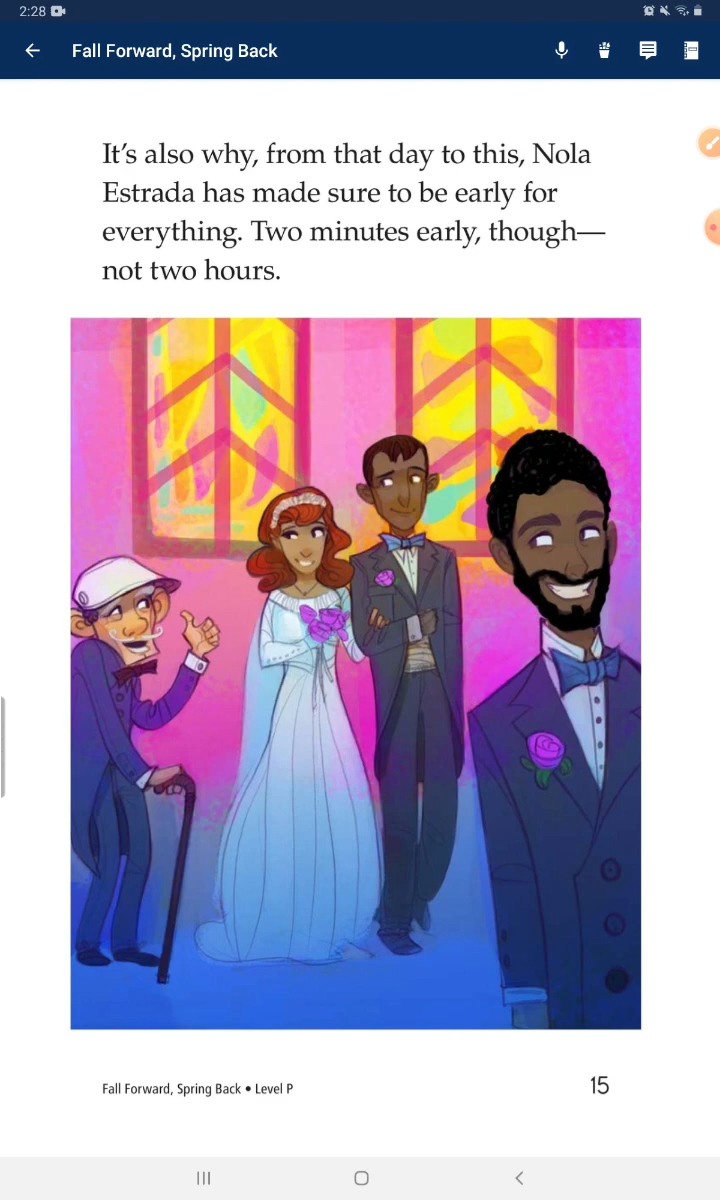 2:28
Fall Forward, Spring Back
It's also why, from that day to this, Nola
Estrada has made sure to be early for
everything. Two minutes early, though—
not two hours.
Fall Forward, Spring Back • Level P
15